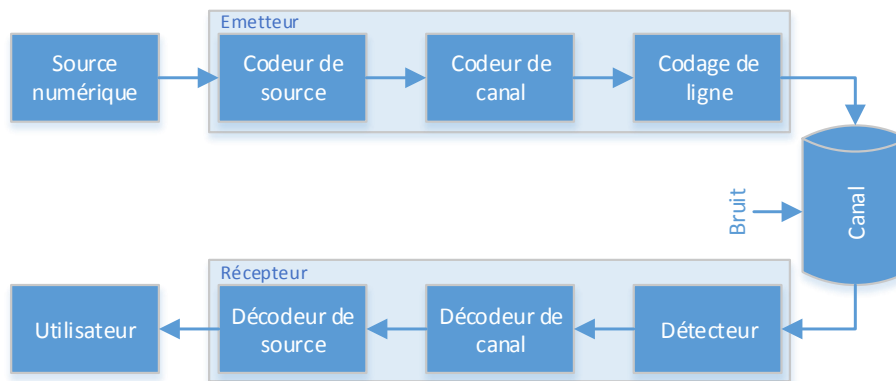 Emetteur
Source
numérique
Codeur de
source
Codeur de
canal
Codage de
ligne
Bruit
Canal
Récepteur
Utilisateur
Décodeur de
source
Décodeur de
canal
Détecteur